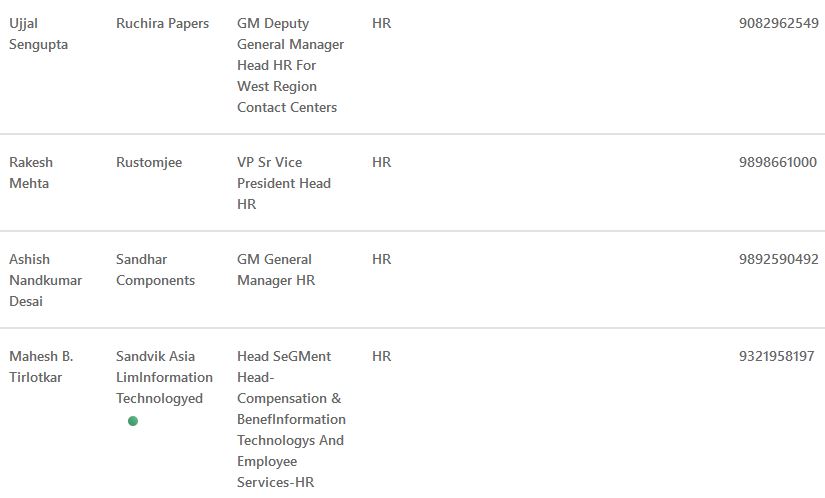 Ujjal Ruchira Papers GM Deputy HR 9082962549
Sengupta General Manager
Head HR For
West Region
Contact Centers
Rakesh Rustomjee VP Sr Vice HR 9898661000
Mehta President Head
HR
Ashish Sandhar GM General HR 9892590492
Nandkumar Components Manager HR
Desai
Mahesh B. Sandvik Asia Head SeGMent HR 9321958197
Tirlotkar LimInformation Head-
Technologyed Compensation &
BenefInformation
Technologys And
Employee
Services-HR